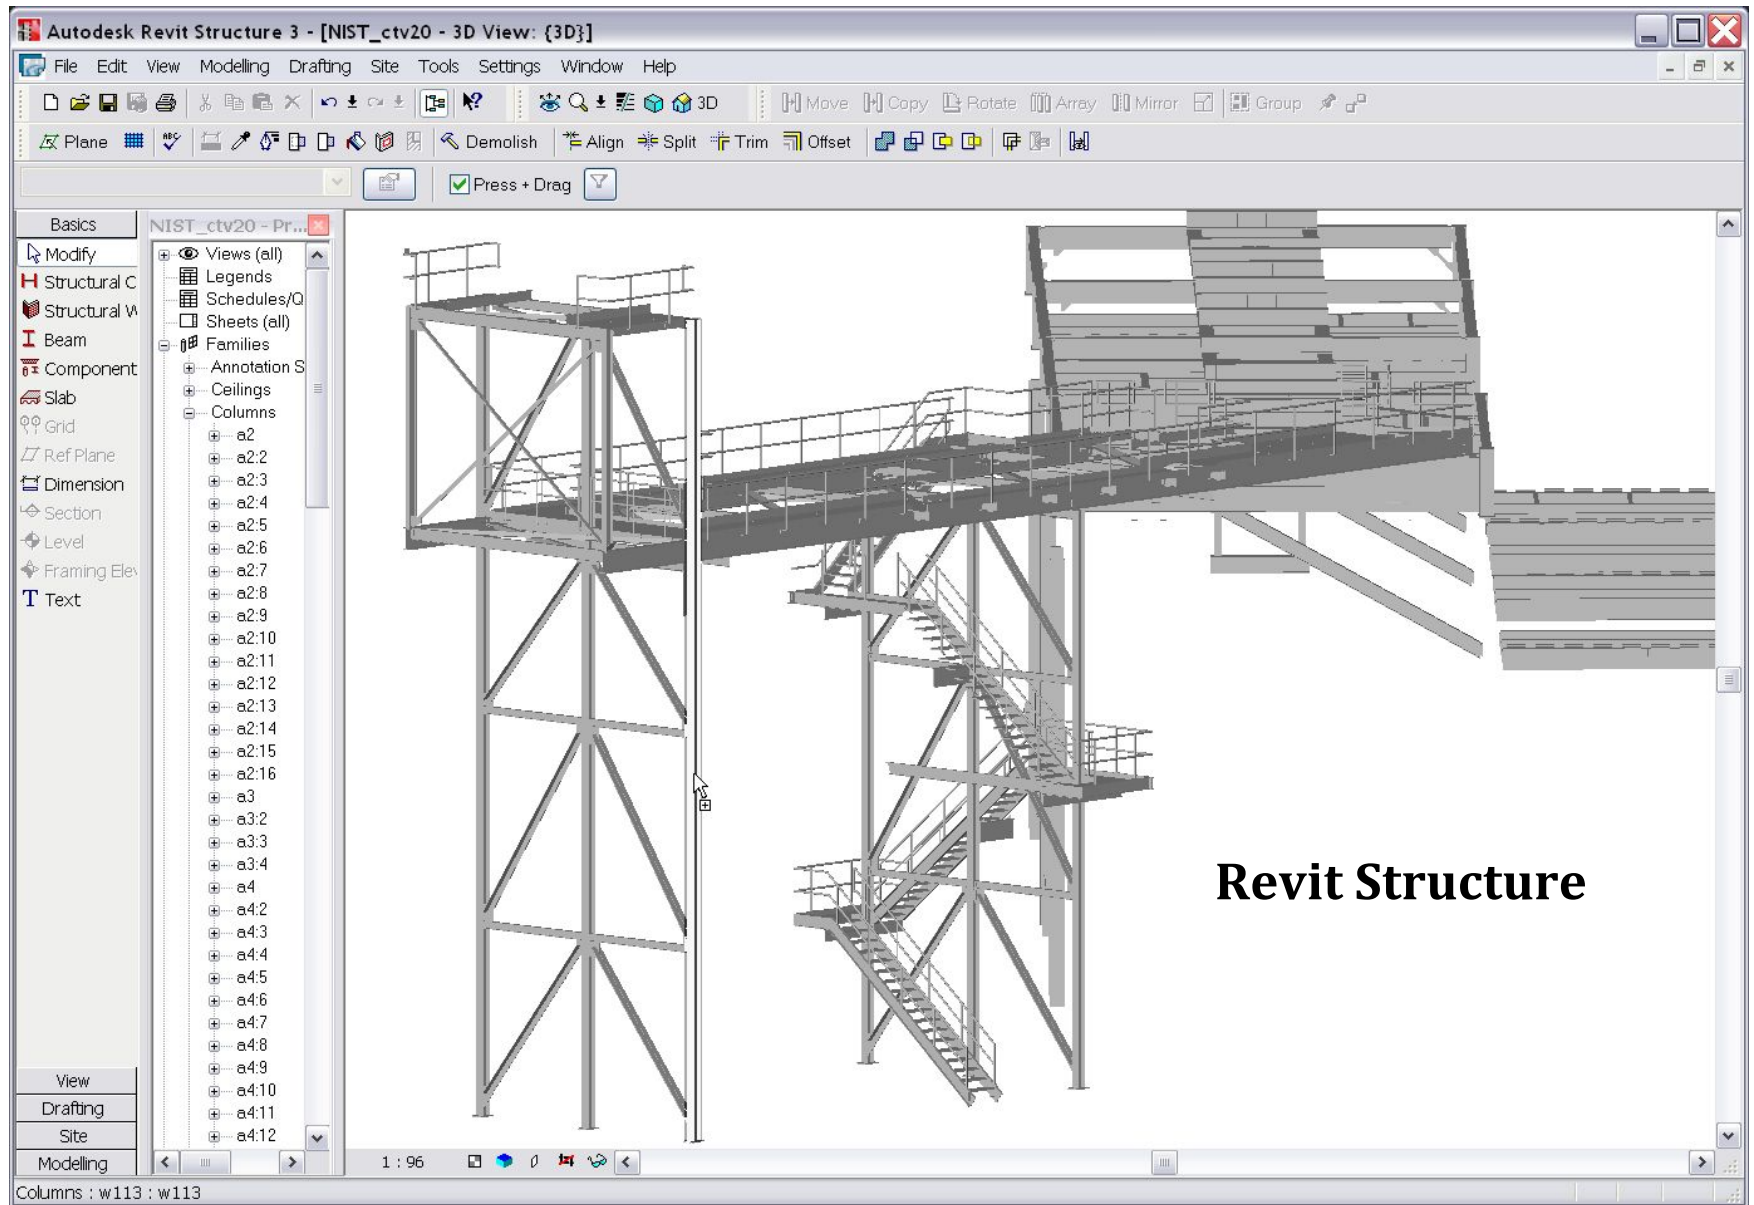 Autodesk Revit Structure 3 - [NIST_ctv20 - 3D View: {3D}]
File Edit View Modelling Drafting Site Tools Settings Window Help
3D Move Copy Rotate Array Mirror Group
Plane Demolish Align Split Trim Offset
Press + Drag
Basics
Modify
Structural C
Structural W
Beam
Component
Slab
Grid
Ref Plane
Dimension
Section
Level
Framing Elev
Text
View
Drafting
Site
Modelling
NIST_ctv20 - Pr...
Views (all)
Legends
Schedules/Q
Sheets (all)
Families
Annotation S
Ceilings
Columns
a2
a2:2
a2:3
a2:4
a2:5
a2:6
a2:7
a2:8
a2:9
a2:10
a2:11
a2:12
a2:13
a2:14
a2:15
a2:16
a3
a3:2
a3:3
a3:4
a4
a4:2
a4:3
a4:4
a4:5
a4:6
a4:7
a4:8
a4:9
a4:10
a4:11
a4:12
Revit Structure
1 : 96
Columns : w113 : w113